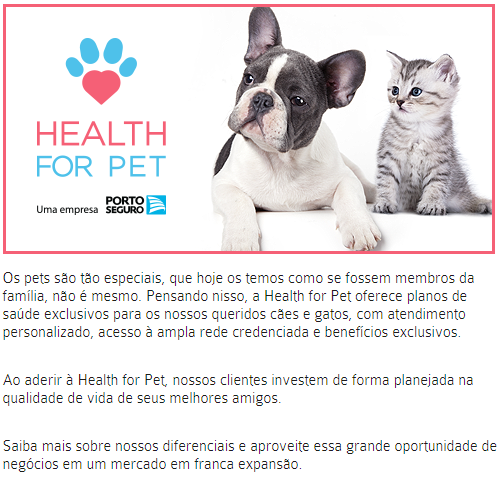 HEALTH
FOR PET
Uma empresa PORTO
SEGURO
Os pets são tão especiais, que hoje os temos como se fossem membros da
família, não é mesmo. Pensando nisso, a Health for Pet oferece planos de
saúde exclusivos para os nossos queridos cães e gatos, com atendimento
personalizado, acesso à ampla rede credenciada e benefícios exclusivos.
Ao aderir à Health for Pet, nossos clientes investem de forma planejada na
qualidade de vida de seus melhores amigos.
Saiba mais sobre nossos diferenciais e aproveite essa grande oportunidade de
negócios em um mercado em franca expansão.